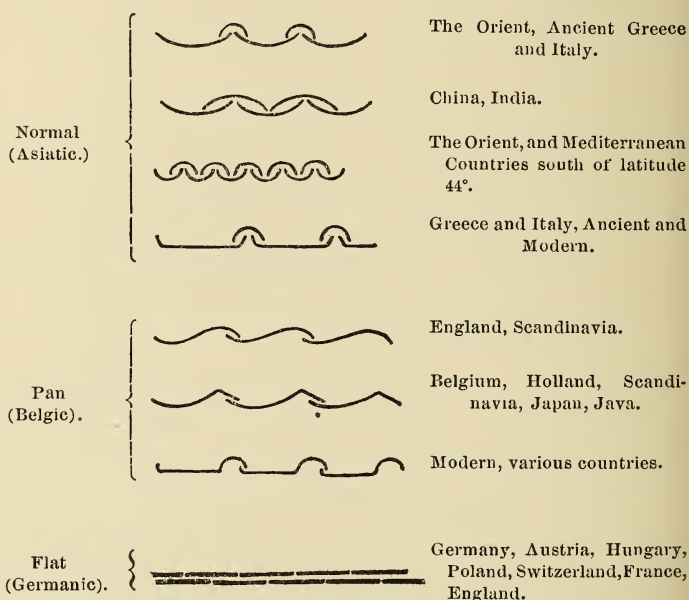 The Orient, Ancient Greece
and Italy.
China, India.
Normal
(Asiatic.)
The Orient, and Mediterranean
Countries south of latitude
44°.
Greece and Italy, Ancient and
Modern.
England, Scandinavia.
Pan
(Belgic).
Belgium, Holland, Scandi-
navia, Japan, Java.
Modern, various countries.
Flat
(Germanic).
Germany, Austria, Hungary,
Poland, Switzerland,France,
England.